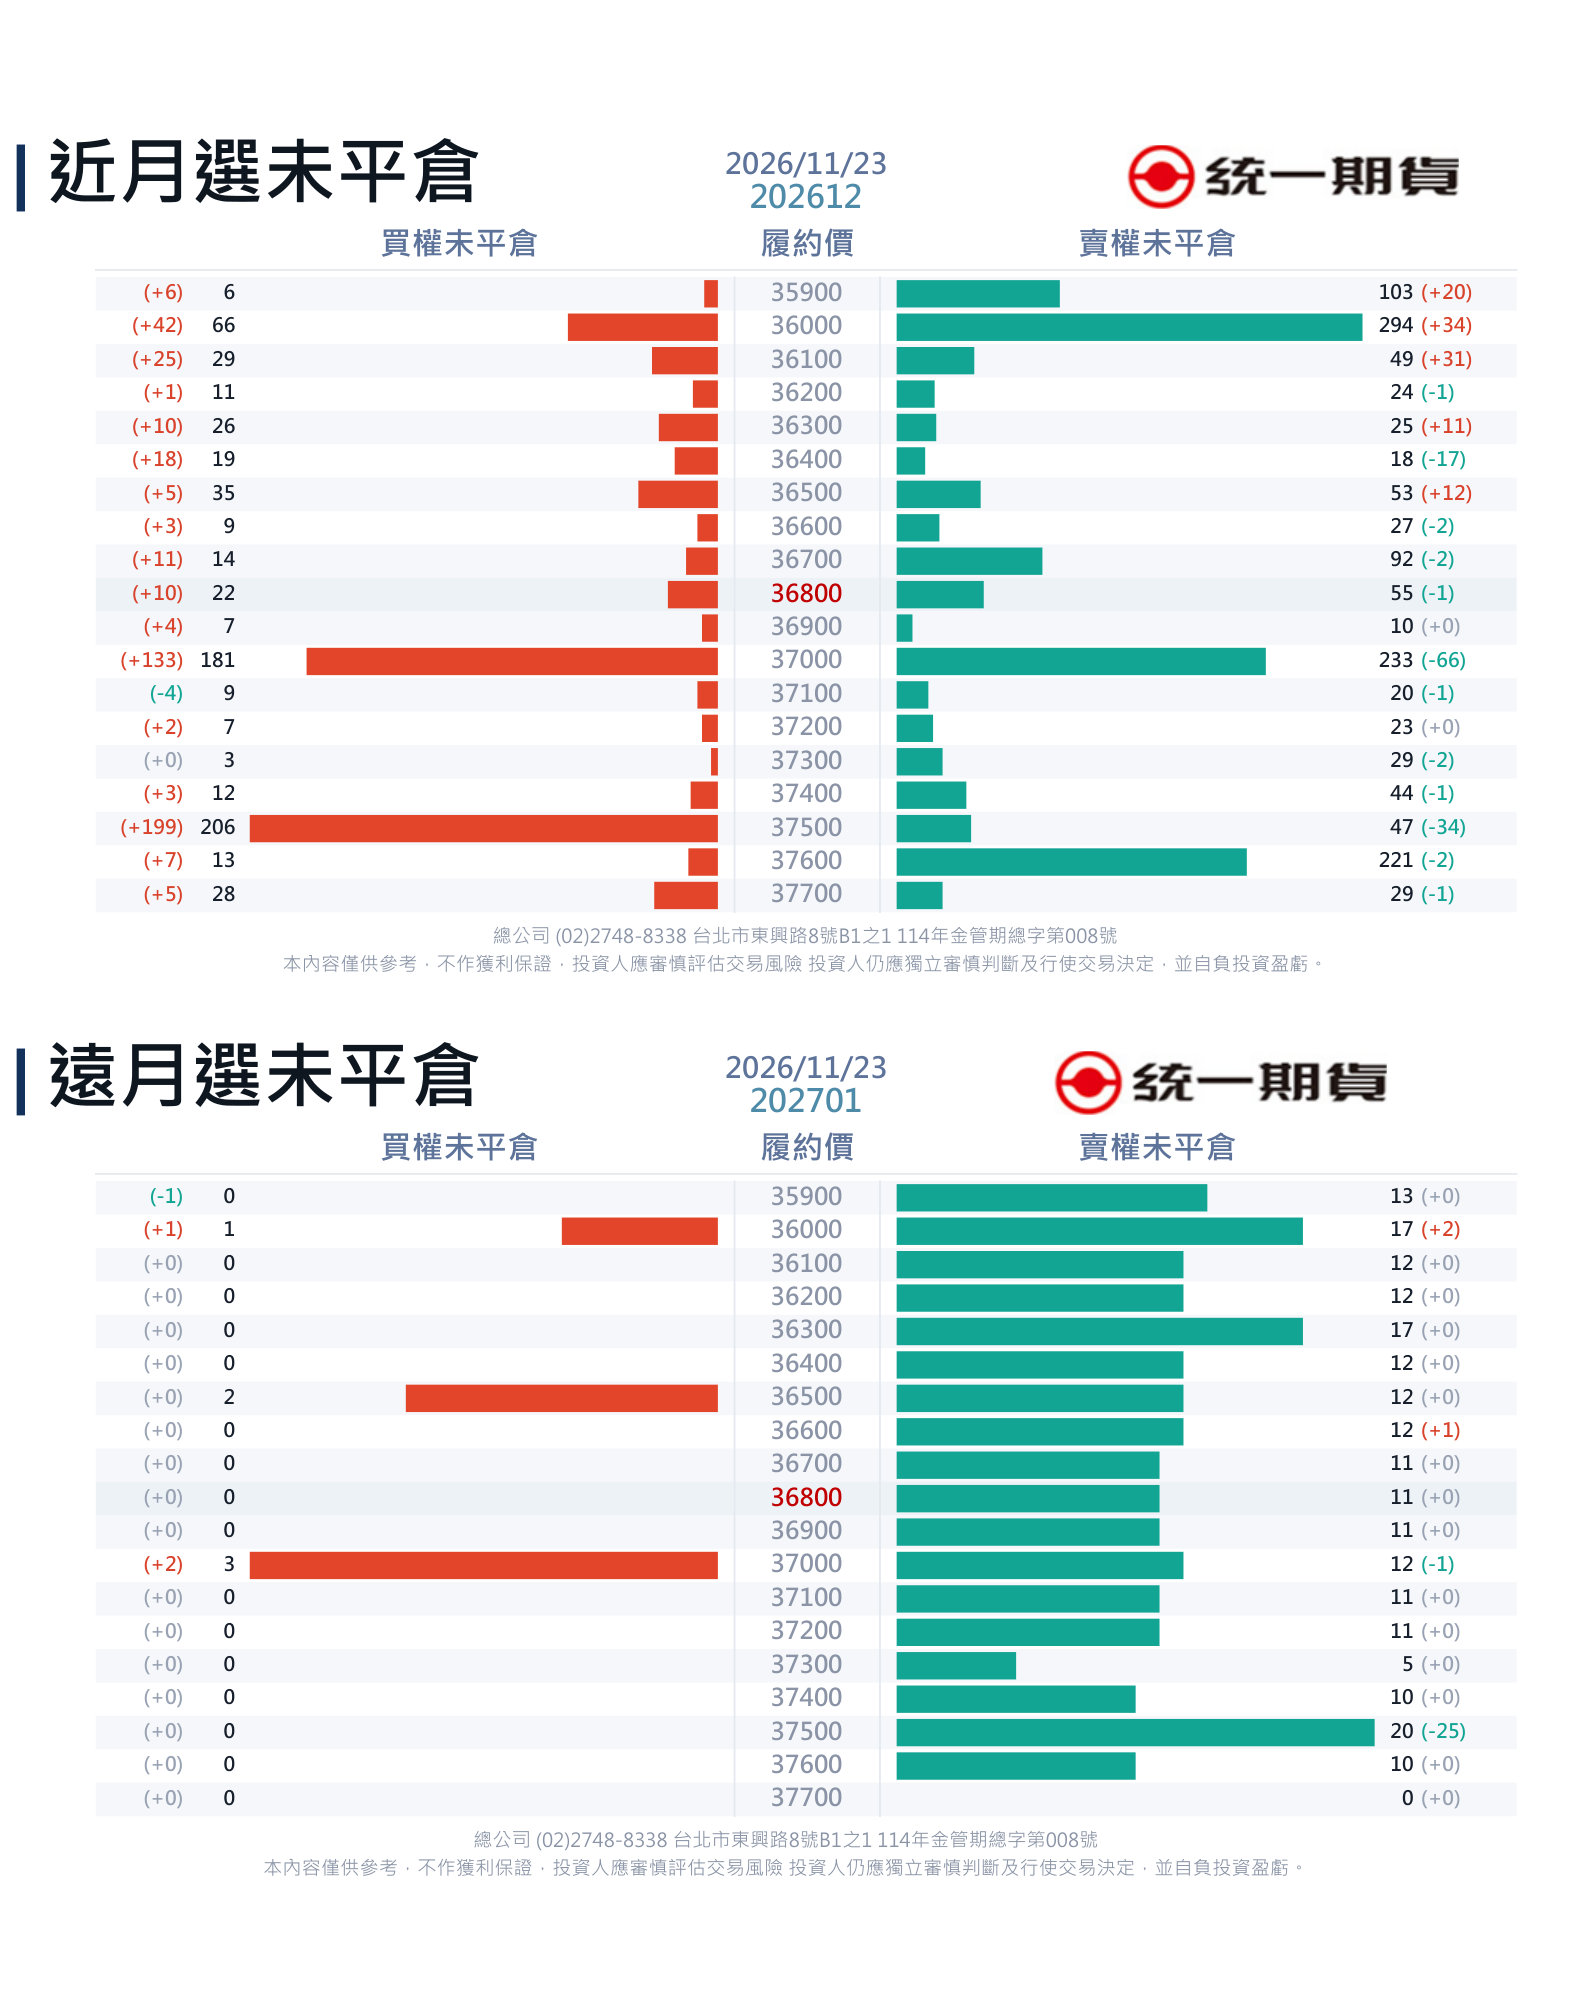 近月選未平倉
2026/11/23
202612
統一期貨
買權未平倉 履約價 賣權未平倉
(+6) 6 35900 103 (+20)
(+42) 66 36000 294 (+34)
(+25) 29 36100 49 (+31)
(+1) 11 36200 24 (-1)
(+10) 26 36300 25 (+11)
(+18) 19 36400 18 (-17)
(+5) 35 36500 53 (+12)
(+3) 9 36600 27 (-2)
(+11) 14 36700 92 (-2)
(+10) 22 36800 55 (-1)
(+4) 7 36900 10 (+0)
(+133) 181 37000 233 (-66)
(-4) 9 37100 20 (-1)
(+2) 7 37200 23 (+0)
(+0) 3 37300 29 (-2)
(+3) 12 37400 44 (-1)
(+199) 206 37500 47 (-34)
(+7) 13 37600 221 (-2)
(+5) 28 37700 29 (-1)
總公司 (02)2748-8338 台北市東興路8號B1之1 114年金管期總字第008號
本內容僅供參考，不作獲利保證，投資人應審慎評估交易風險 投資人仍應獨立審慎判斷及行使交易決定，並自負投資盈虧。
遠月選未平倉
2026/11/23
202701
統一期貨
買權未平倉 履約價 賣權未平倉
(-1) 0 35900 13 (+0)
(+1) 1 36000 17 (+2)
(+0) 0 36100 12 (+0)
(+0) 0 36200 12 (+0)
(+0) 0 36300 17 (+0)
(+0) 0 36400 12 (+0)
(+0) 2 36500 12 (+0)
(+0) 0 36600 12 (+1)
(+0) 0 36700 11 (+0)
(+0) 0 36800 11 (+0)
(+0) 0 36900 11 (+0)
(+2) 3 37000 12 (-1)
(+0) 0 37100 11 (+0)
(+0) 0 37200 11 (+0)
(+0) 0 37300 5 (+0)
(+0) 0 37400 10 (+0)
(+0) 0 37500 20 (-25)
(+0) 0 37600 10 (+0)
(+0) 0 37700 0 (+0)
總公司 (02)2748-8338 台北市東興路8號B1之1 114年金管期總字第008號
本內容僅供參考，不作獲利保證，投資人應審慎評估交易風險 投資人仍應獨立審慎判斷及行使交易決定，並自負投資盈虧。